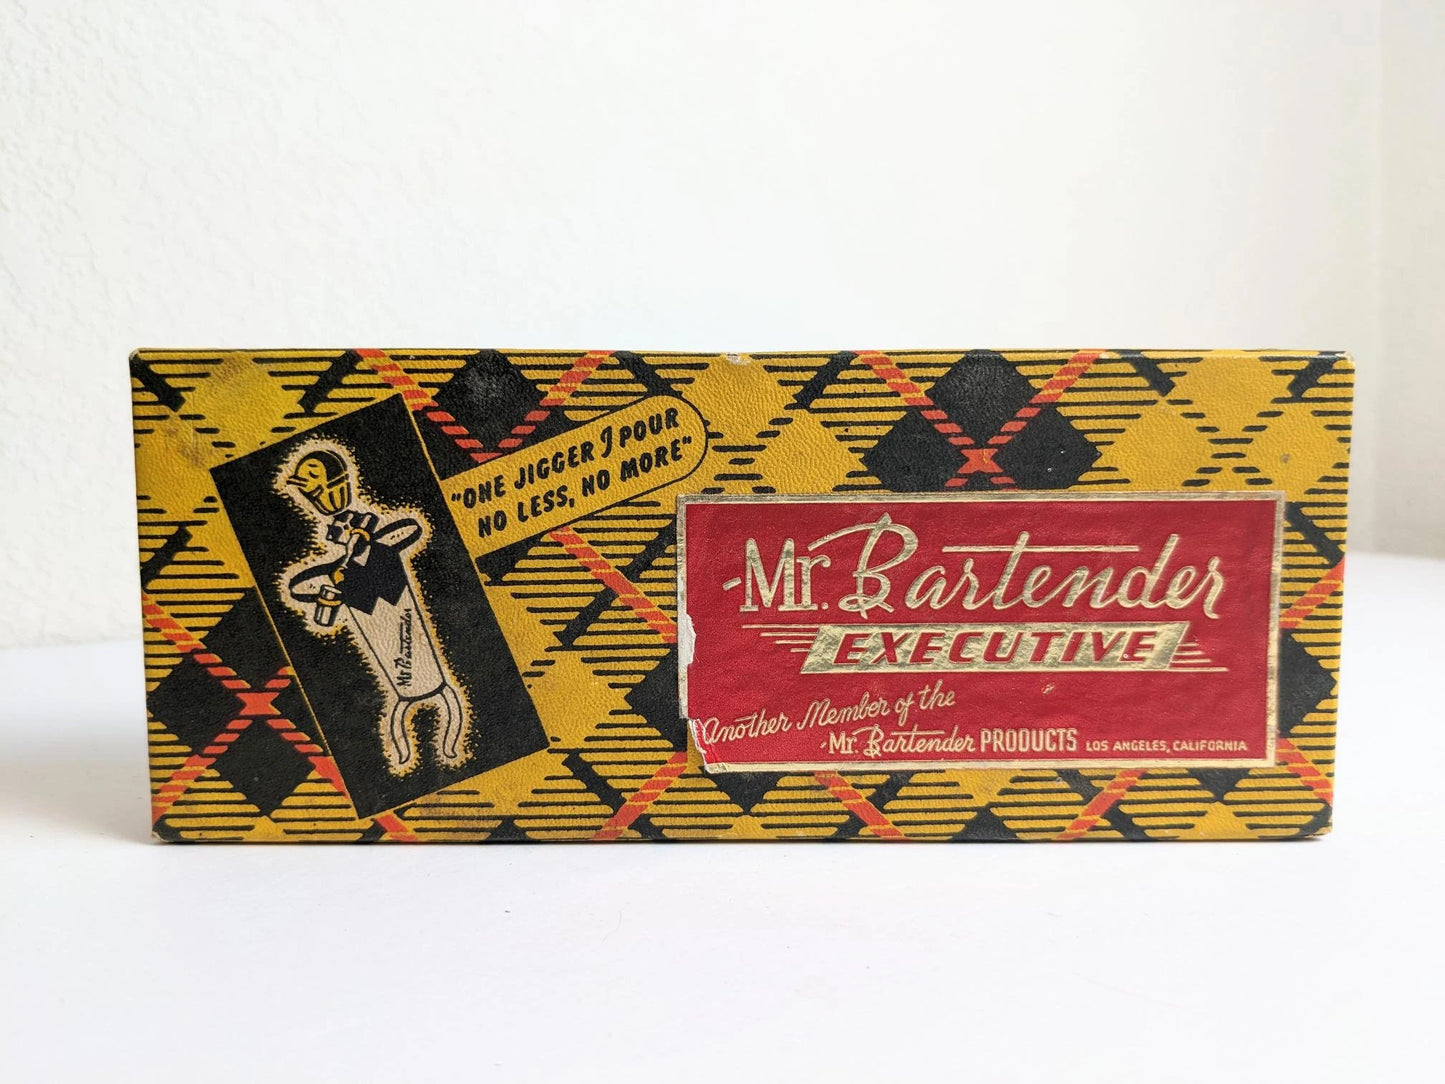 "ONE JIGGER I POUR
NO LESS, NO MORE"
Mr. Bartender
Mr. Bartender
EXECUTIVE
Another Member of the
Mr. Bartender PRODUCTS LOS ANGELES, CALIFORNIA